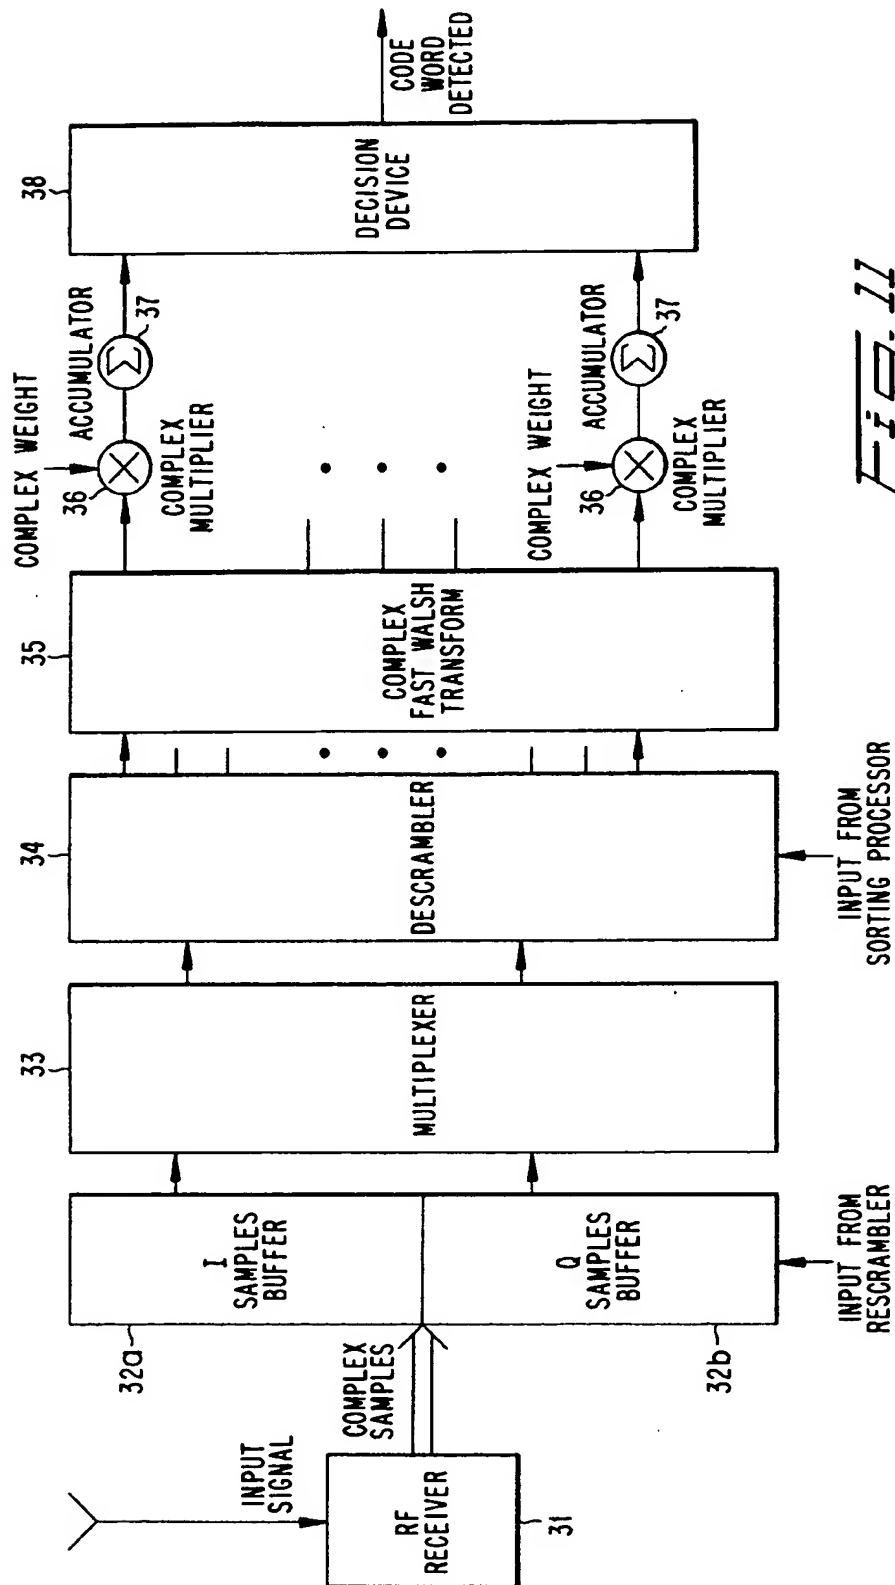 INPUT
SIGNAL
RF
RECEIVER
31
COMPLEX
SAMPLES
32a
I
SAMPLES
BUFFER
Q
SAMPLES
BUFFER
32b
INPUT FROM
RESCRAMBLER
33
MULTIPLEXER
34
DESCRAMBLER
INPUT FROM
SORTING PROCESSOR
35
COMPLEX
FAST WALSH
TRANSFORM
COMPLEX WEIGHT
36
COMPLEX
MULTIPLIER
ACCUMULATOR
Σ
37
COMPLEX WEIGHT
36
COMPLEX
MULTIPLIER
ACCUMULATOR
Σ
37
38
DECISION
DEVICE
CODE
WORD
DETECTED
Fig. 11